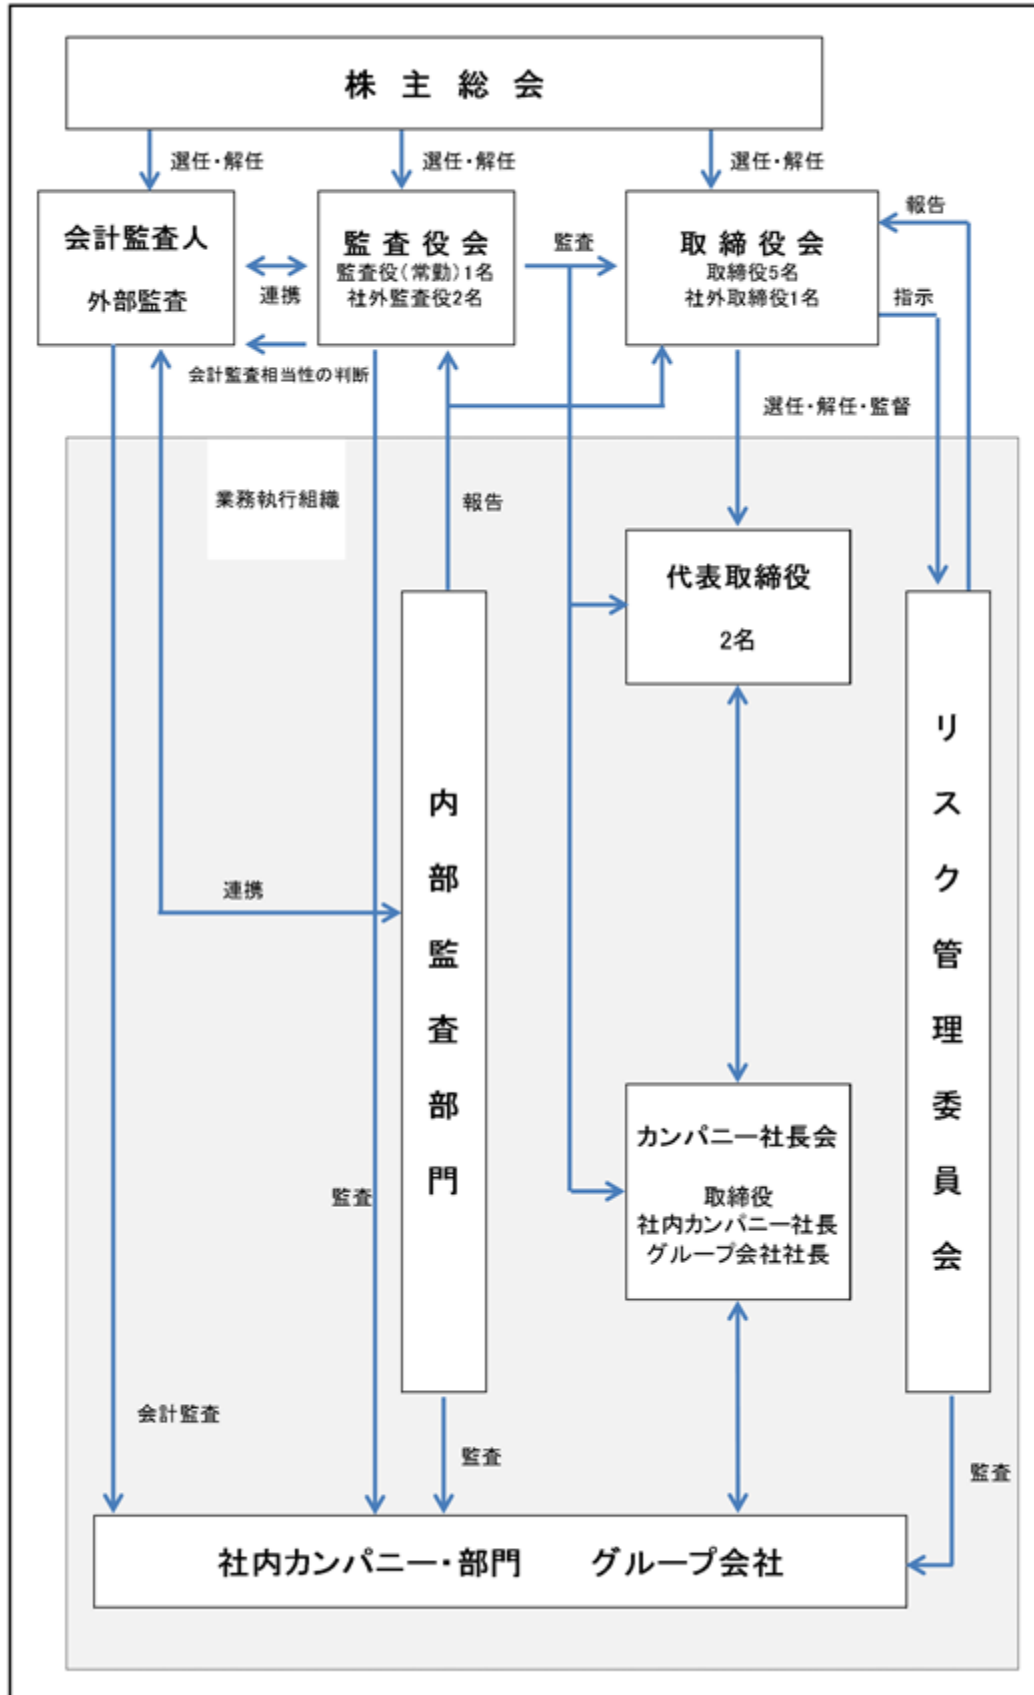 株主総会
選任・解任
選任・解任
選任・解任
会計監査人
外部監査
連携
監査役会
監査役(常勤)1名
社外監査役2名
監査
取締役会
取締役5名
社外取締役1名
報告
指示
会計監査相当性の判断
選任・解任・監督
業務執行組織
報告
代表取締役
2名
内部監査部門
リスク管理委員会
連携
カンパニー社長会
取締役
社内カンパニー社長
グループ会社社長
監査
会計監査
監査
監査
社内カンパニー・部門 グループ会社